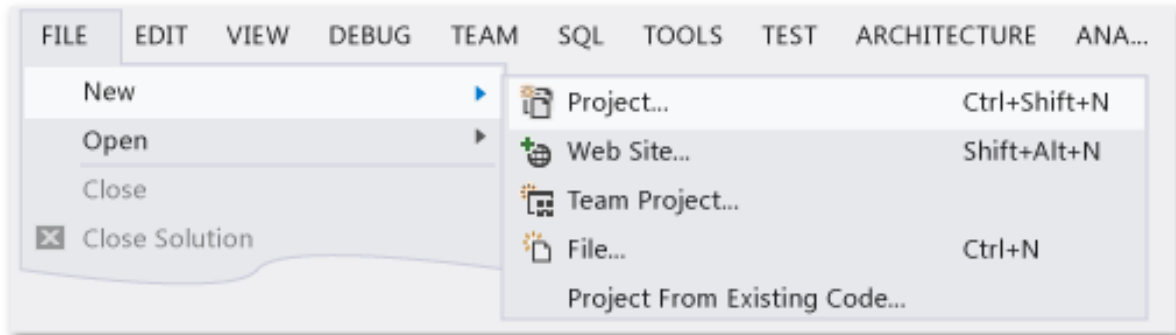 FILE EDIT VIEW DEBUG TEAM SQL TOOLS TEST ARCHITECTURE ANA...
New
Open
Close
Close Solution
Project... Ctrl+Shift+N
Web Site... Shift+Alt+N
Team Project...
File... Ctrl+N
Project From Existing Code...